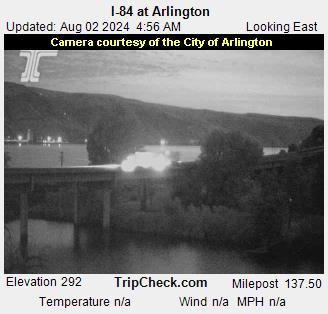 I-84 at Arlington
Updated: Aug 02 2024 4:56 AM Looking East
Camera courtesy of the City of Arlington
Elevation 292 TripCheck.com Milepost 137.50
Temperature n/a Wind n/a MPH n/a